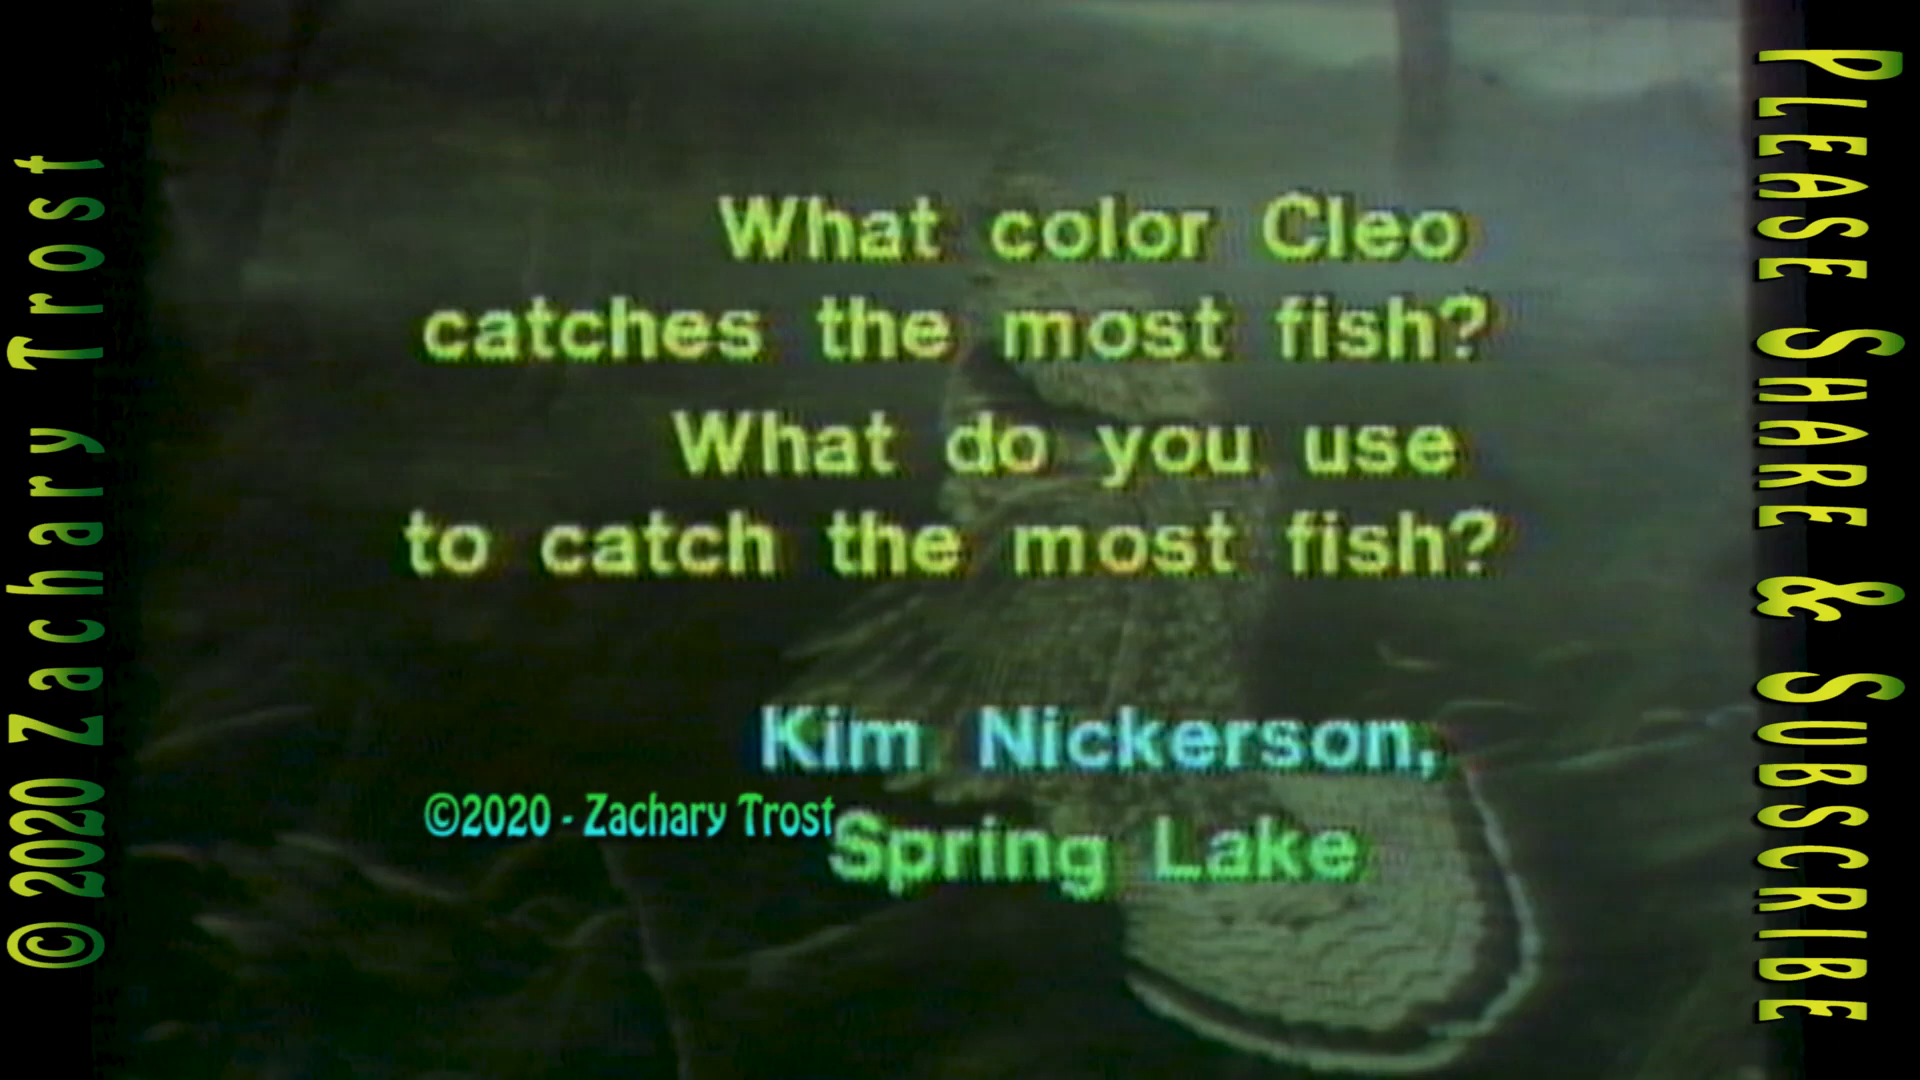 © 2020 Zachary Trost
What color Cleo
catches the most fish?
What do you use
to catch the most fish?
Kim Nickerson,
©2020 - Zachary Trost
Spring Lake
Please Share & Subscribe